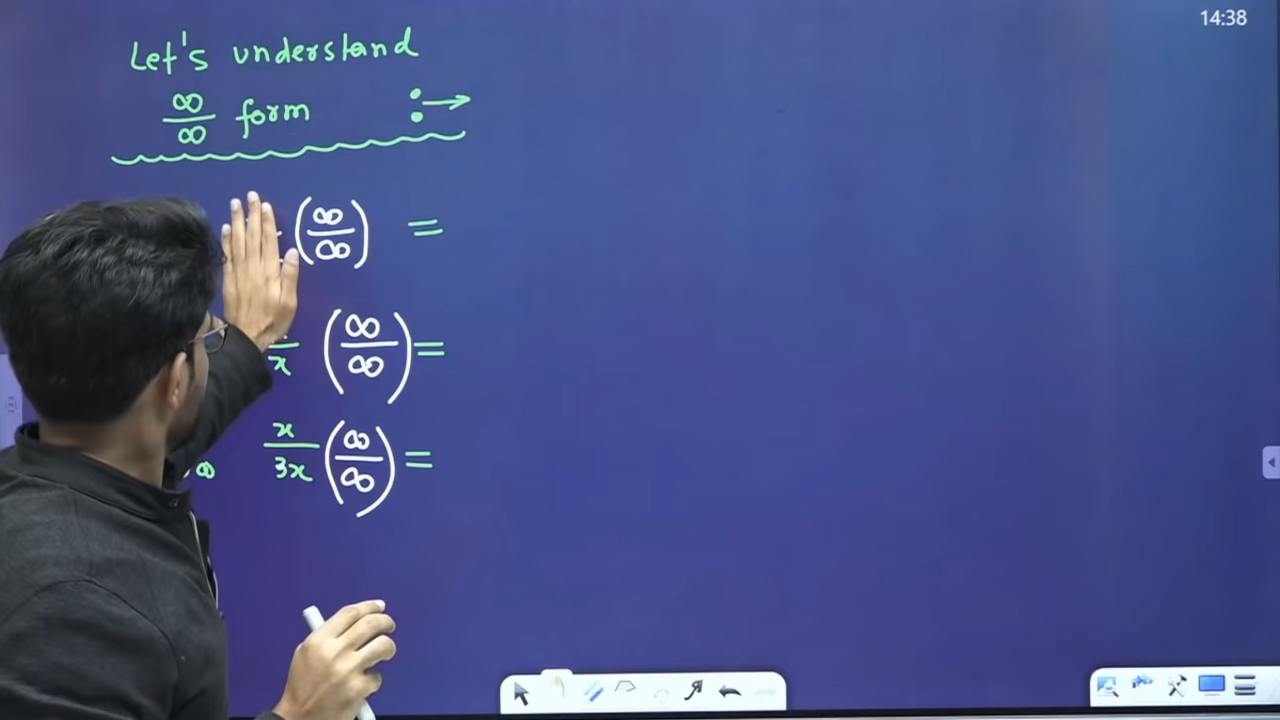 14:38
Let's understand
∞/∞ form :→
(∞/∞) =
x (∞/∞) =
∞ x/3x (∞/∞) =